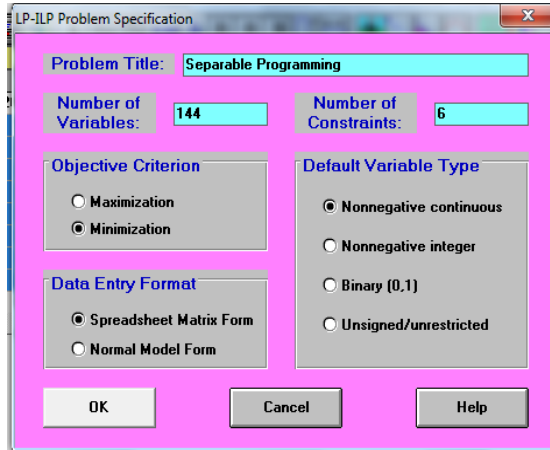 LP-ILP Problem Specification
Problem Title: Separable Programming
Number of Variables: 144
Number of Constraints: 6
Objective Criterion
Maximization
Minimization
Default Variable Type
Nonnegative continuous
Nonnegative integer
Binary (0,1)
Unsigned/unrestricted
Data Entry Format
Spreadsheet Matrix Form
Normal Model Form
OK
Cancel
Help